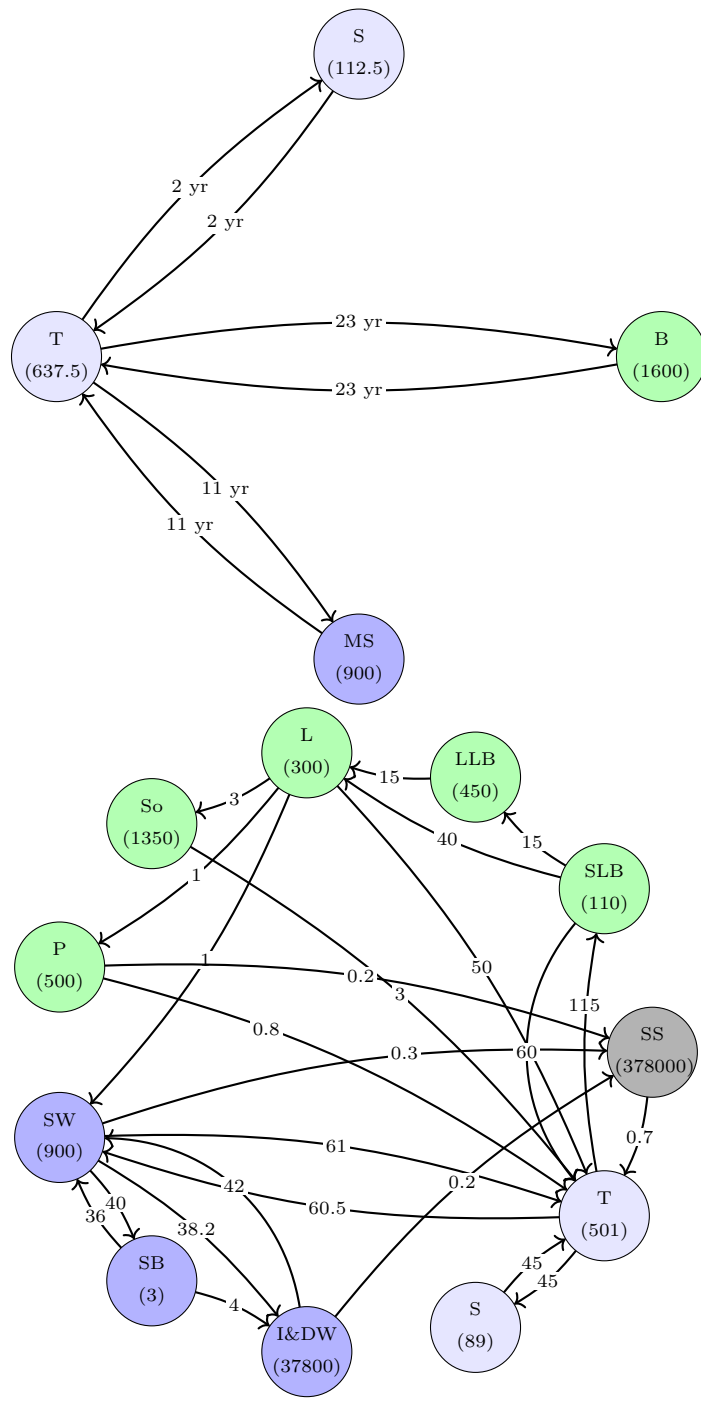 S
(112.5)
2 yr
2 yr
T
(637.5)
23 yr
B
(1600)
23 yr
11 yr
11 yr
MS
(900)
L
(300)
LLB
(450)
15
So
(1350)
3
40
15
SLB
(110)
1
P
(500)
1
50
0.2
3
115
0.8
0.3
60
SS
(378000)
SW
(900)
61
0.7
42
60.5
T
(501)
36
40
38.2
0.2
SB
(3)
4
45
45
S
(89)
I&DW
(37800)